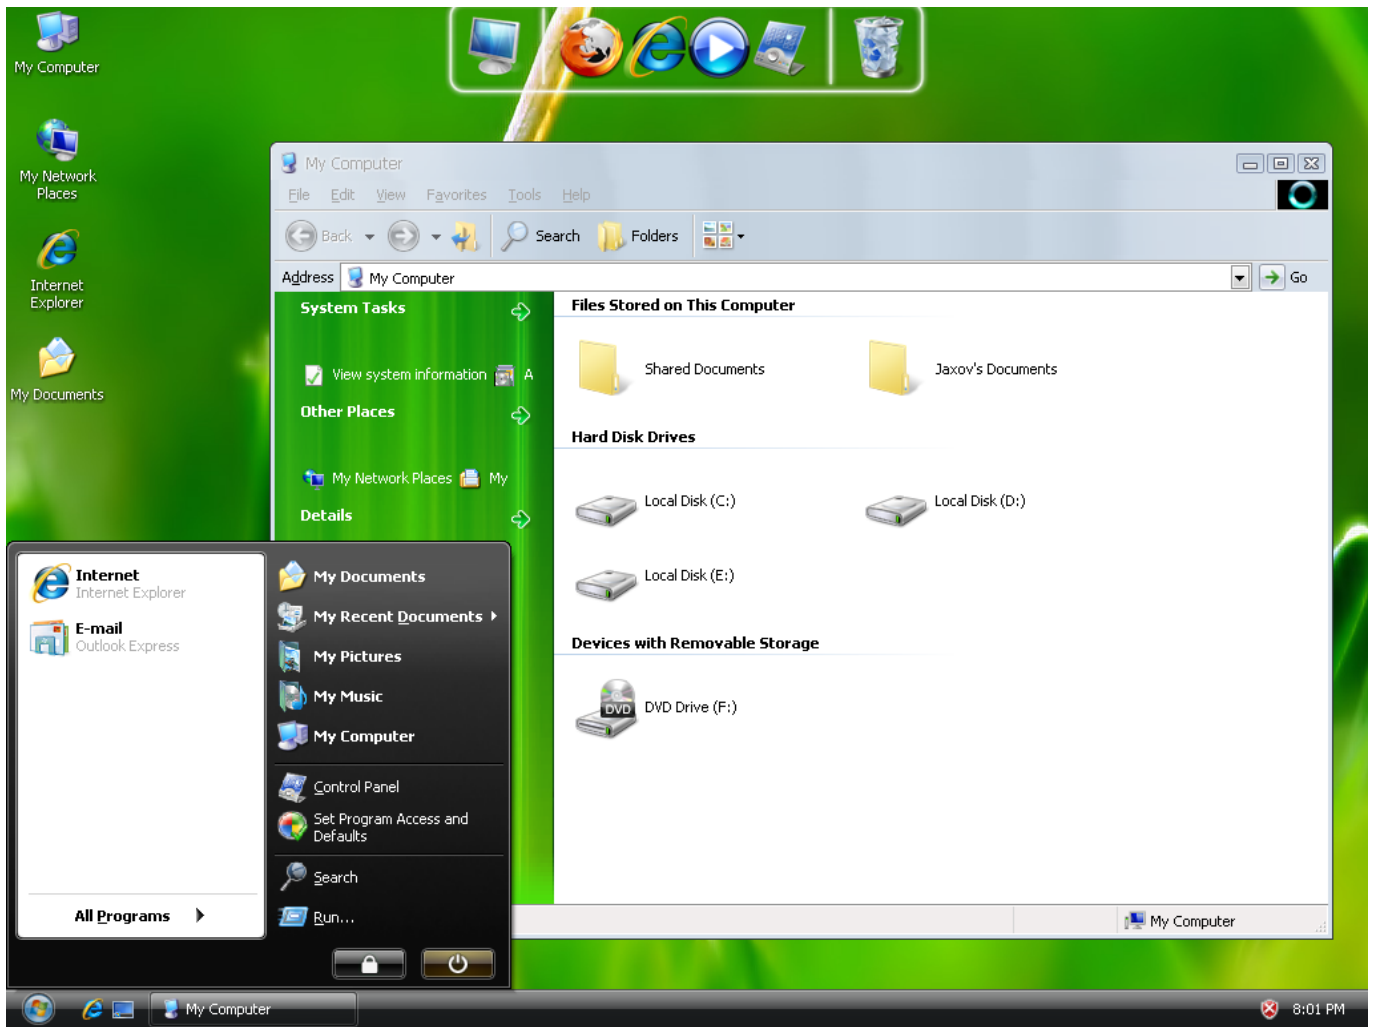 My Computer
My Network
Places
Internet
Explorer
My Documents
My Computer
File Edit View Favorites Tools Help
Back Search Folders
Address My Computer Go
System Tasks
View system information A
Other Places
My Network Places My
Details
Files Stored on This Computer
Shared Documents Jaxov's Documents
Hard Disk Drives
Local Disk (C:) Local Disk (D:)
Local Disk (E:)
Devices with Removable Storage
DVD DVD Drive (F:)
My Computer
Internet
Internet Explorer
E-mail
Outlook Express
All Programs
My Documents
My Recent Documents
My Pictures
My Music
My Computer
Control Panel
Set Program Access and
Defaults
Search
Run...
My Computer
8:01 PM